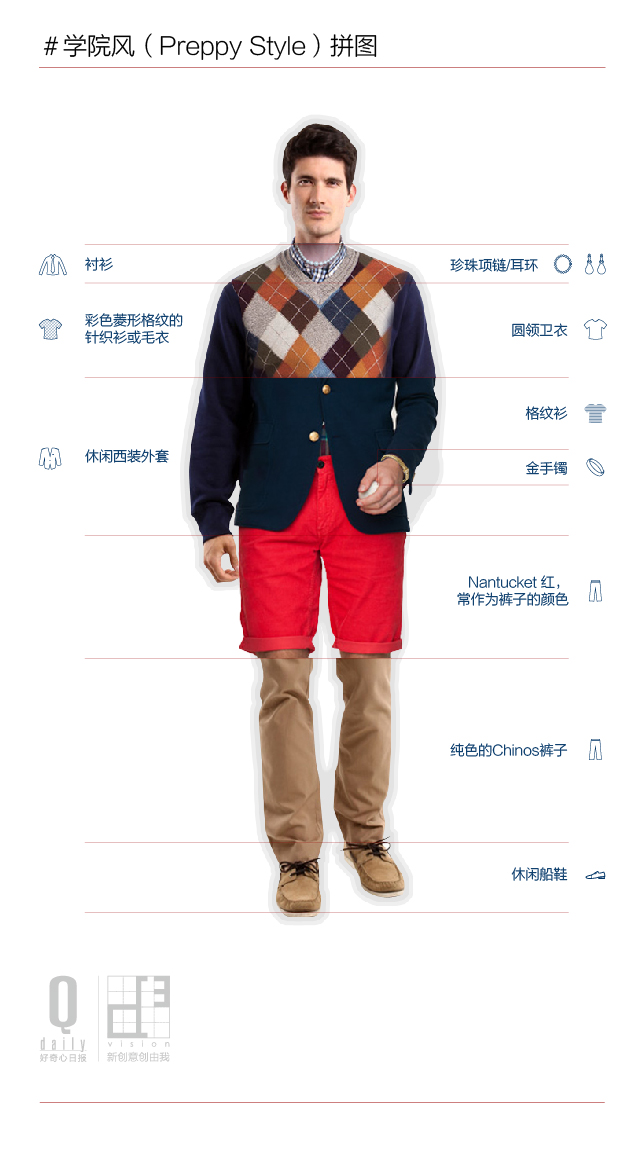 #学院风（Preppy Style）拼图
衬衫
珍珠项链/耳环
彩色菱形格纹的
针织衫或毛衣
圆领卫衣
格纹衫
休闲西装外套
金手镯
Nantucket 红，
常作为裤子的颜色
纯色的Chinos裤子
休闲船鞋
Q
daily
好奇心日报
vision
新创意创由我